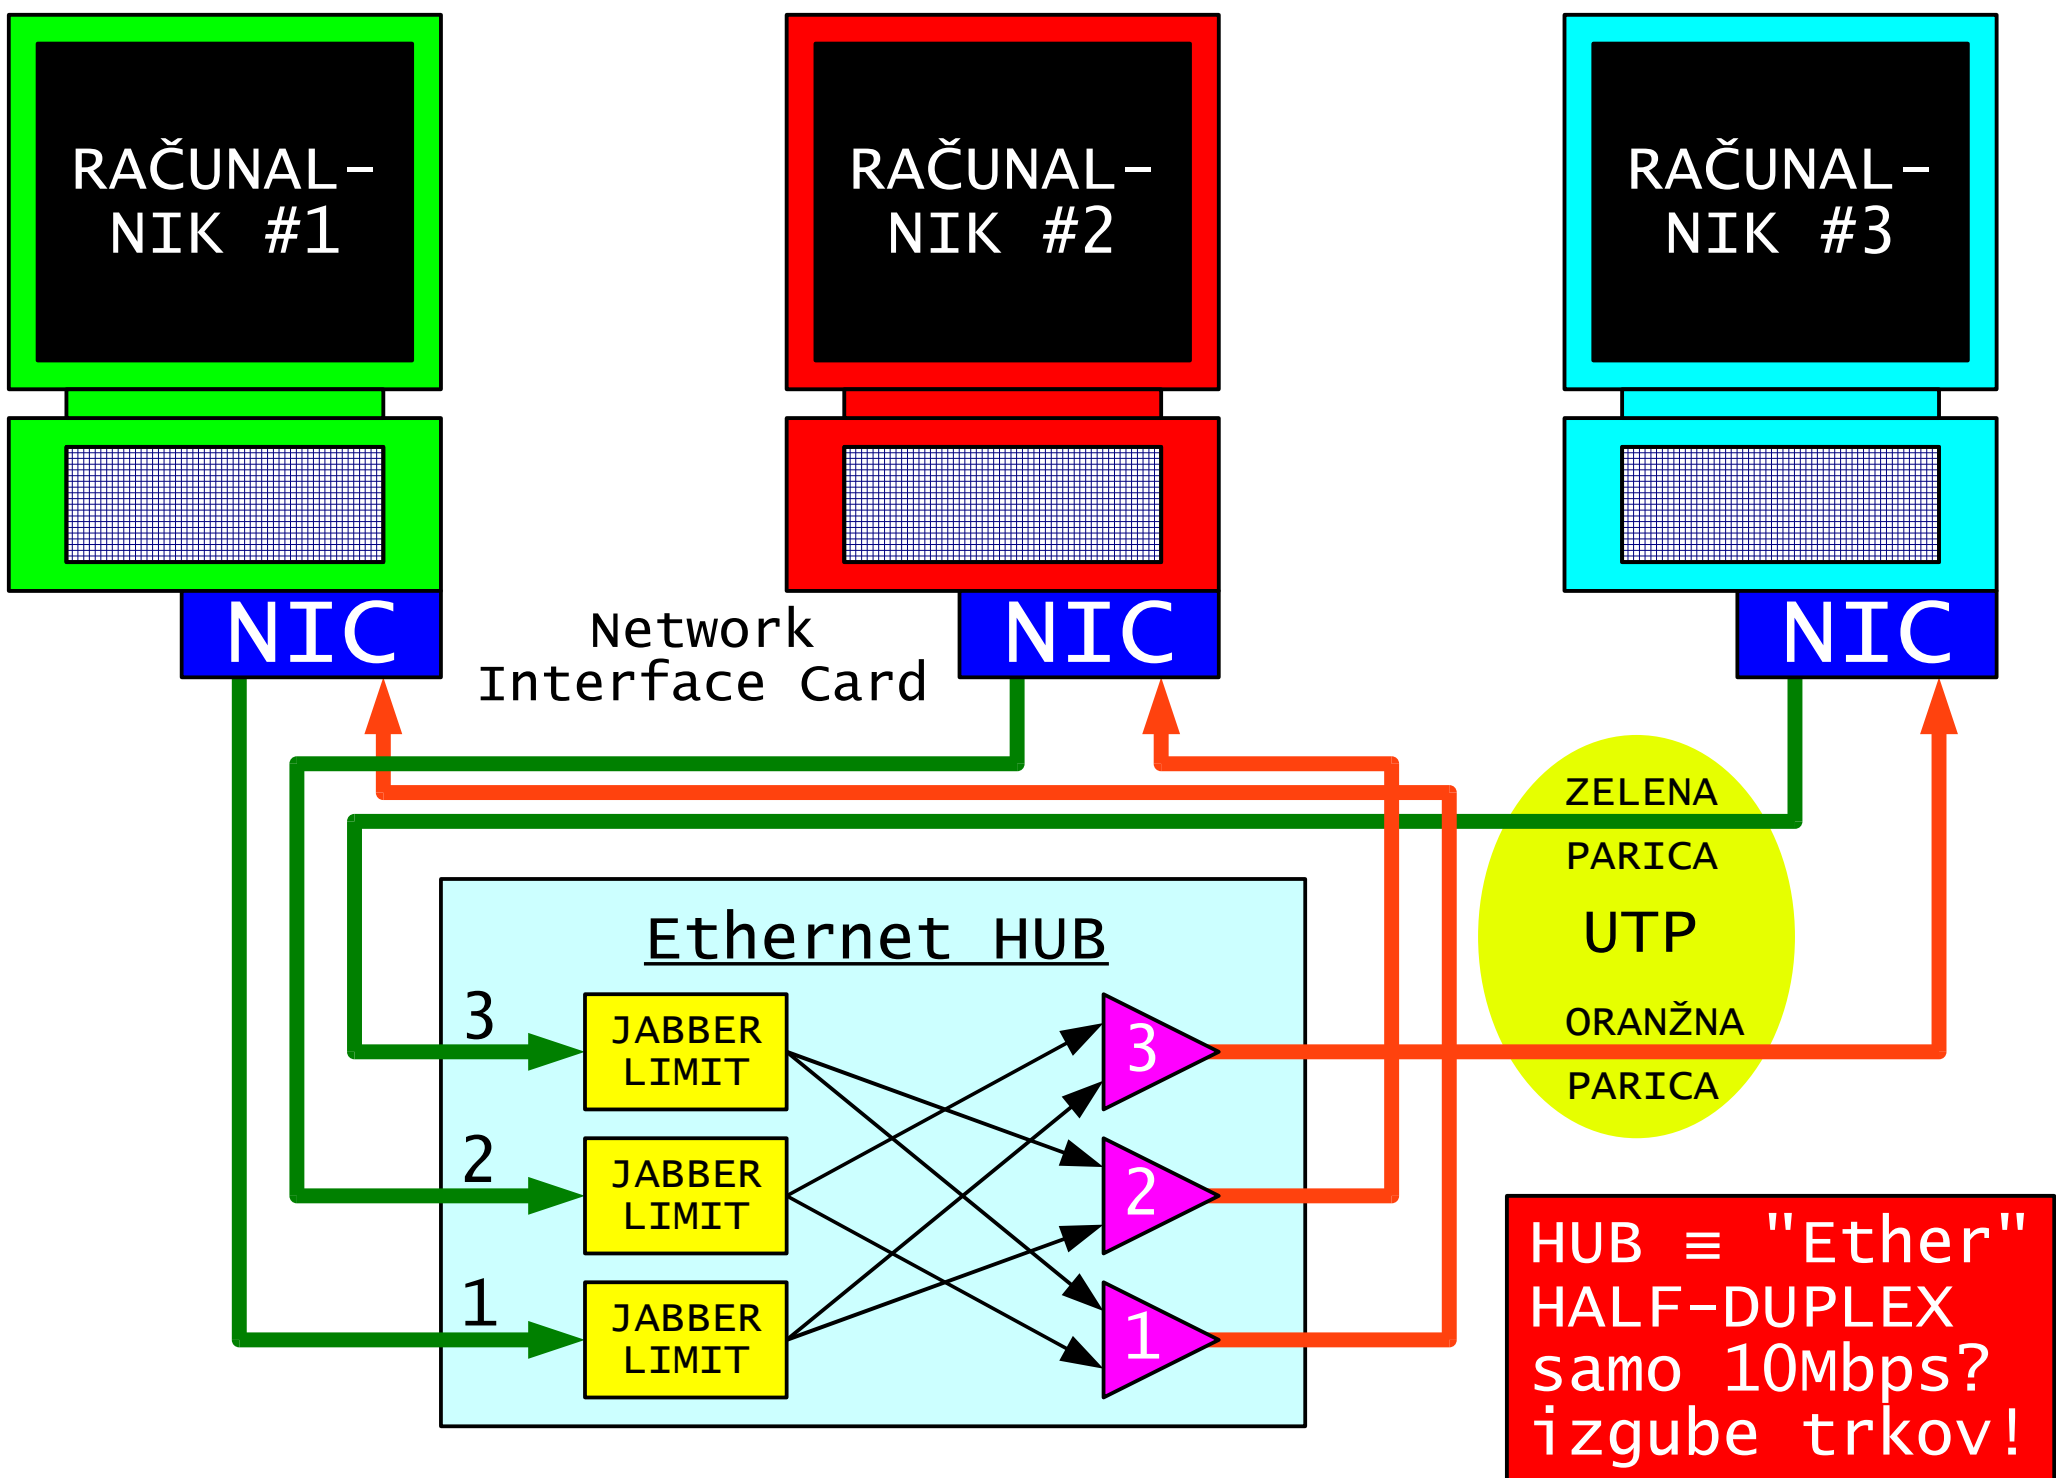 RAČUNAL-
NIK #1
RAČUNAL-
NIK #2
RAČUNAL-
NIK #3
NIC
Network
Interface Card
NIC
NIC
ZELENA
PARICA
UTP
ORANŽNA
PARICA
Ethernet HUB
3
JABBER
LIMIT
3
2
JABBER
LIMIT
2
1
JABBER
LIMIT
1
HUB ≡ "Ether"
HALF-DUPLEX
samo 10Mbps?
izgube trkov!